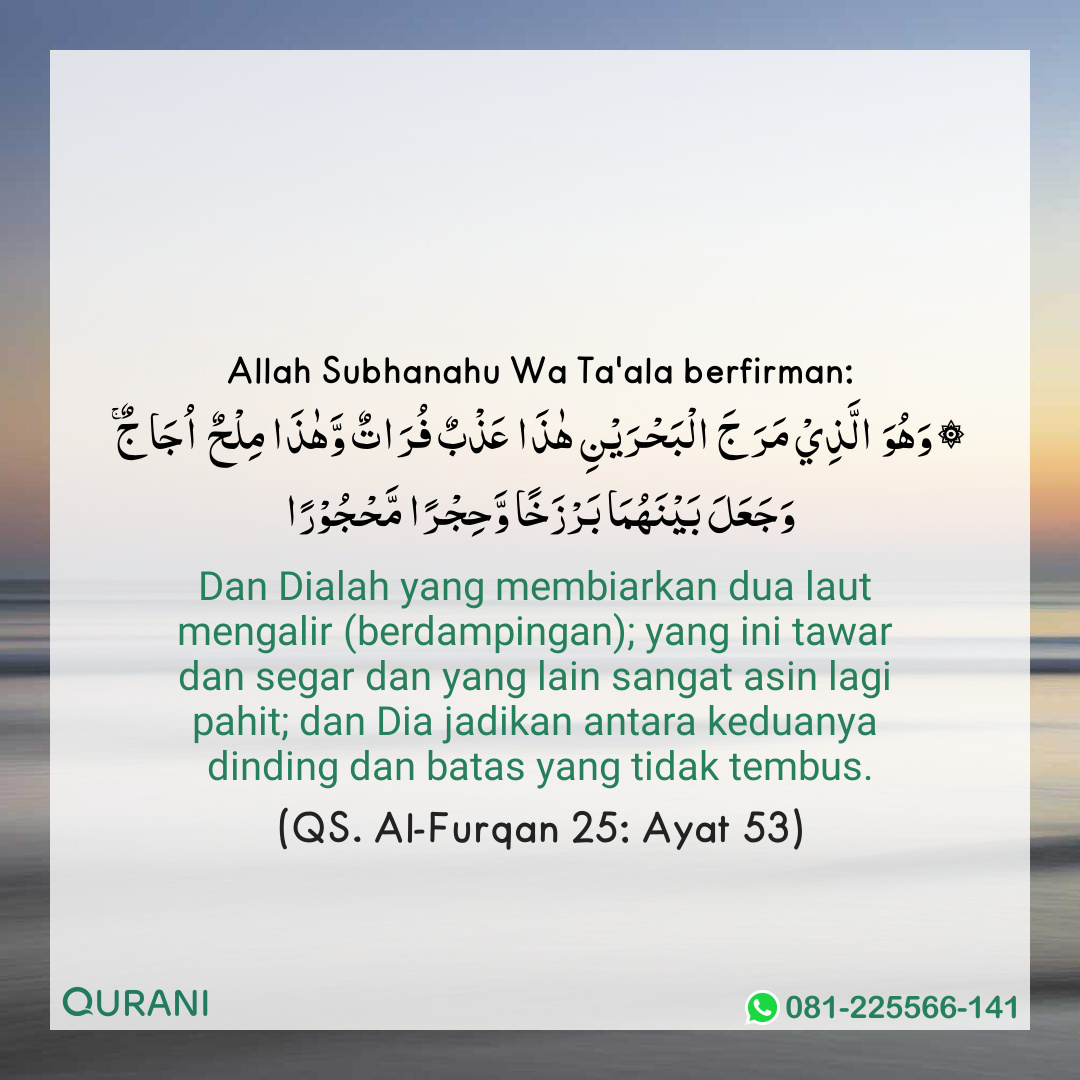 Allah Subhanahu Wa Ta'ala berfirman:
۞ وَهُوَ الَّذِيْ مَرَجَ الْبَحْرَيْنِ هٰذَا عَذْبٌ فُرَاتٌ وَّهٰذَا مِلْحٌ اُجَاجٌۚ
وَجَعَلَ بَيْنَهُمَا بَرْزَخًا وَّحِجْرًا مَّحْجُوْرًا
Dan Dialah yang membiarkan dua laut
mengalir (berdampingan); yang ini tawar
dan segar dan yang lain sangat asin lagi
pahit; dan Dia jadikan antara keduanya
dinding dan batas yang tidak tembus.
(QS. Al-Furqan 25: Ayat 53)
QURANI
081-225566-141